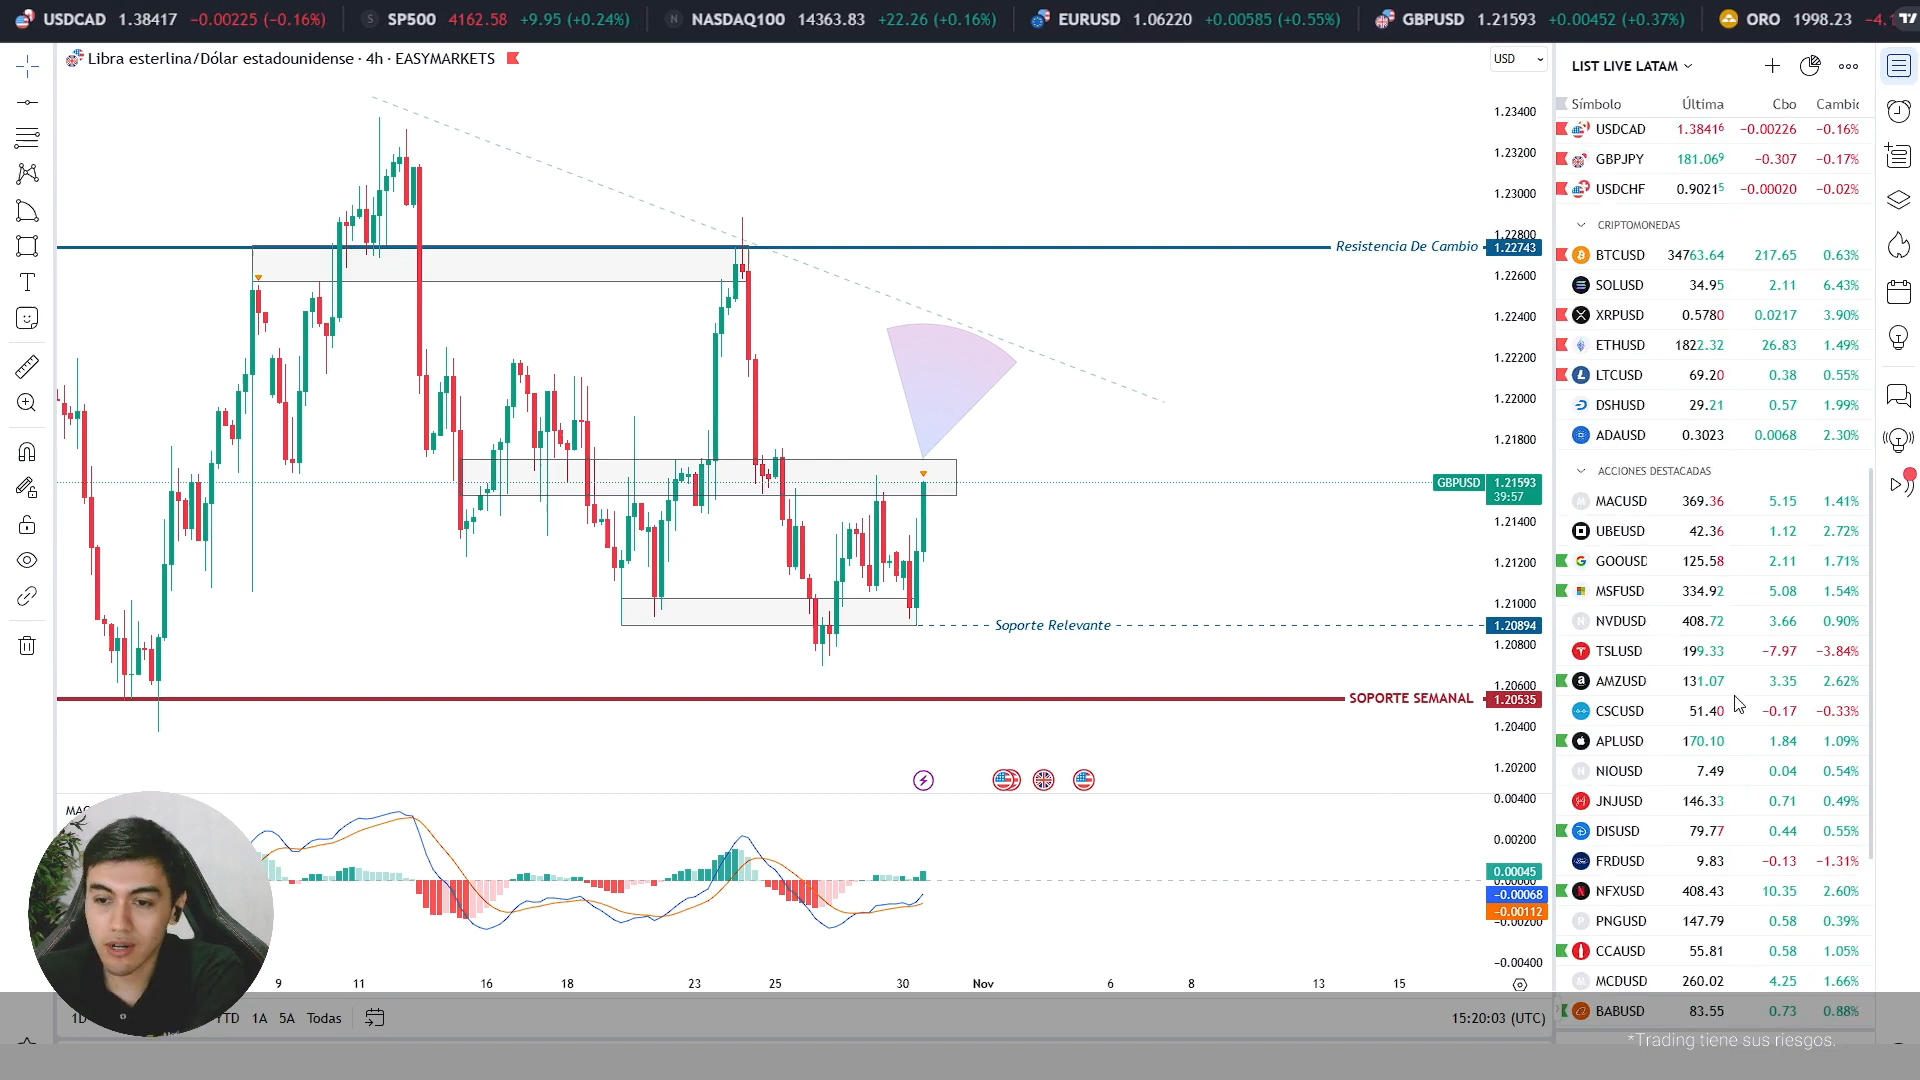 USDCAD 1.38417 −0.00225 (−0.16%) S SP500 4162.58 +9.95 (+0.24%) N NASDAQ100 14363.83 +22.26 (+0.16%) EURUSD 1.06220 +0.00585 (+0.55%) GBPUSD 1.21593 +0.00452 (+0.37%) ORO 1998.23
Libra esterlina/Dólar estadounidense · 4h · EASYMARKETS
USD
1.23400
1.23200
1.23000
1.22800
Resistencia De Cambio 1.22743
1.22600
1.22400
1.22200
1.22000
1.21800
GBPUSD 1.21593
39:57
1.21400
1.21200
1.21000
Soporte Relevante 1.20894
1.20800
1.20600
SOPORTE SEMANAL 1.20535
1.20400
1.20200
0.00400
0.00200
0.00045
0.00000
−0.00068
−0.00112
−0.00200
−0.00400
9 11 16 18 23 25 30 Nov 6 8 13 15
YTD 1A 5A Todas
15:20:03 (UTC)
LIST LIVE LATAM
Símbolo Última Cbo
USDCAD 1.38416 −0.00226 −0.16%
GBPJPY 181.069 −0.307 −0.17%
USDCHF 0.90215 −0.00020 −0.02%
CRIPTOMONEDAS
BTCUSD 34763.64 217.65 0.63%
SOLUSD 34.95 2.11 6.43%
XRPUSD 0.5780 0.0217 3.90%
ETHUSD 1822.32 26.83 1.49%
LTCUSD 69.20 0.38 0.55%
DSHUSD 29.21 0.57 1.99%
ADAUSD 0.3023 0.0068 2.30%
ACCIONES DESTACADAS
M MACUSD 369.36 5.15 1.41%
UBEUSD 42.36 1.12 2.72%
G GOOUSD 125.58 2.11 1.71%
MSFUSD 334.92 5.08 1.54%
N NVDUSD 408.72 3.66 0.90%
TSLUSD 199.33 −7.97 −3.84%
a AMZUSD 131.07 3.35 2.62%
CSCUSD 51.40 −0.17 −0.33%
APLUSD 170.10 1.84 1.09%
N NIOUSD 7.49 0.04 0.54%
JNJUSD 146.33 0.71 0.49%
DISUSD 79.77 0.44 0.55%
FRDUSD 9.83 −0.13 −1.31%
N NFXUSD 408.43 10.35 2.60%
P PNGUSD 147.79 0.58 0.39%
CCAUSD 55.81 0.58 1.05%
M MCDUSD 260.02 4.25 1.66%
BABUSD 83.55 0.73 0.88%
*Trading tiene sus riesgos.